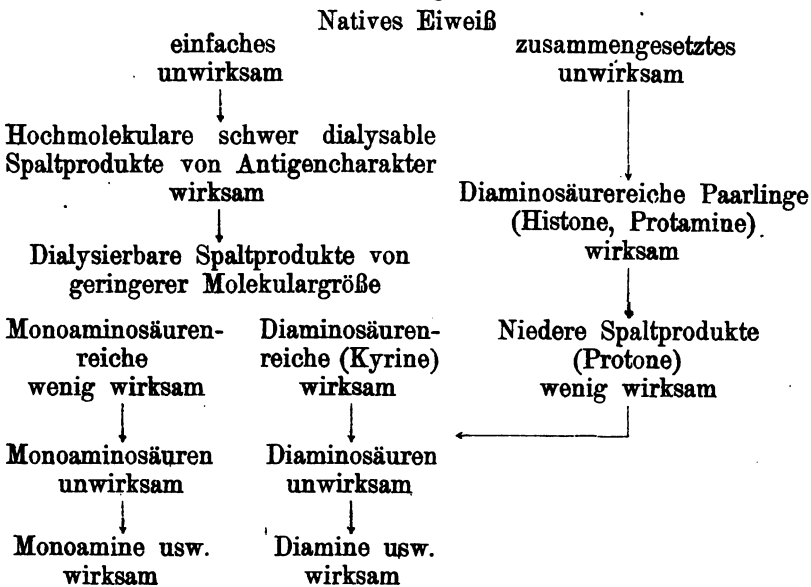 Natives Eiweiß
einfaches
unwirksam
zusammengesetztes
unwirksam
Hochmolekulare schwer dialysable
Spaltprodukte von Antigencharakter
wirksam
Diaminosäurereiche Paarlinge
(Histone, Protamine)
wirksam
Dialysierbare Spaltprodukte von
geringerer Molekulargröße
Monoaminosäuren-
reiche
wenig wirksam
Diaminosäuren-
reiche (Kyrine)
wirksam
Niedere Spaltprodukte
(Protone)
wenig wirksam
Monoaminosäuren
unwirksam
Diaminosäuren
unwirksam
Monoamine usw.
wirksam
Diamine usw.
wirksam